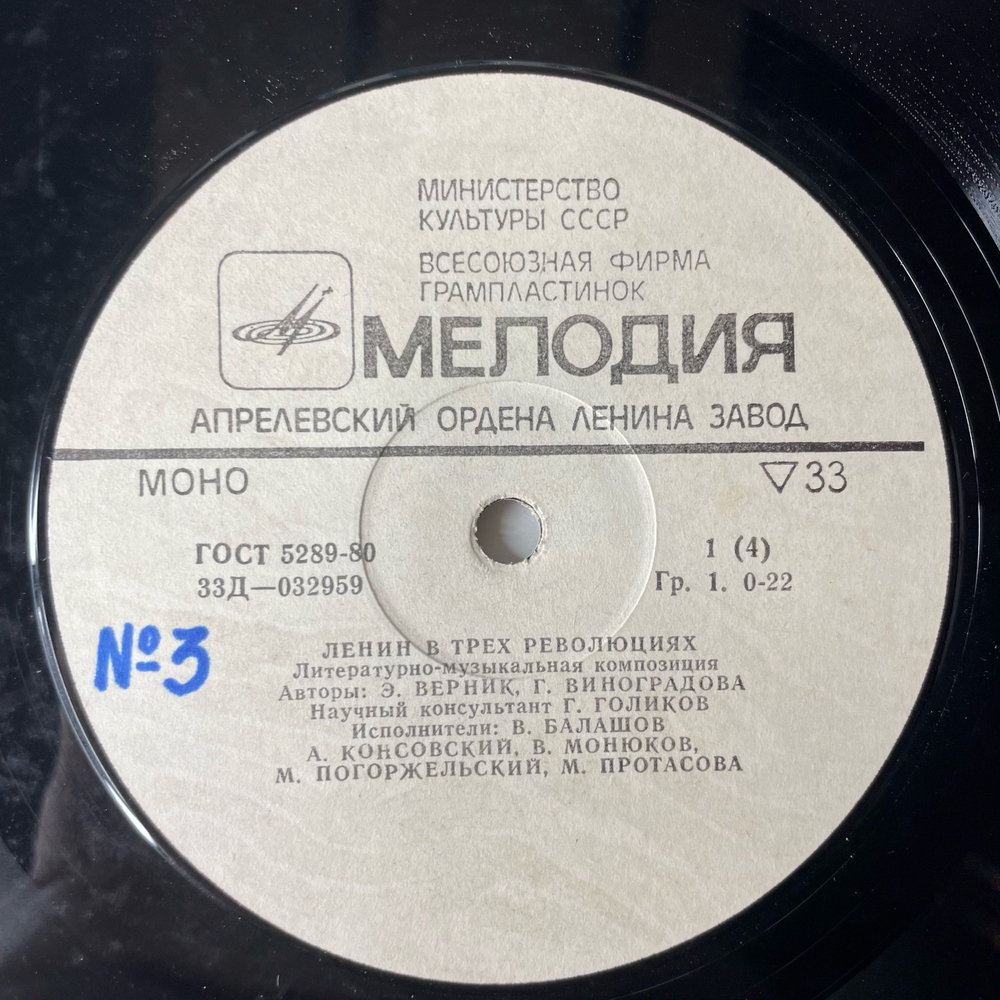 МИНИСТЕРСТВО
КУЛЬТУРЫ СССР
ВСЕСОЮЗНАЯ ФИРМА
ГРАМПЛАСТИНОК
МЕЛОДИЯ
АПРЕЛЕВСКИЙ ОРДЕНА ЛЕНИНА ЗАВОД
МОНО ▽33
ГОСТ 5289-80 1 (4)
33Д—032959 Гр. 1. 0-22
№3
ЛЕНИН В ТРЕХ РЕВОЛЮЦИЯХ
Литературно-музыкальная композиция
Авторы: Э. ВЕРНИК, Г. ВИНОГРАДОВА
Научный консультант Г. ГОЛИКОВ
Исполнители: В. БАЛАШОВ
А. КОНСОВСКИЙ, В. МОНЮКОВ,
М. ПОГОРЖЕЛЬСКИЙ, М. ПРОТАСОВА